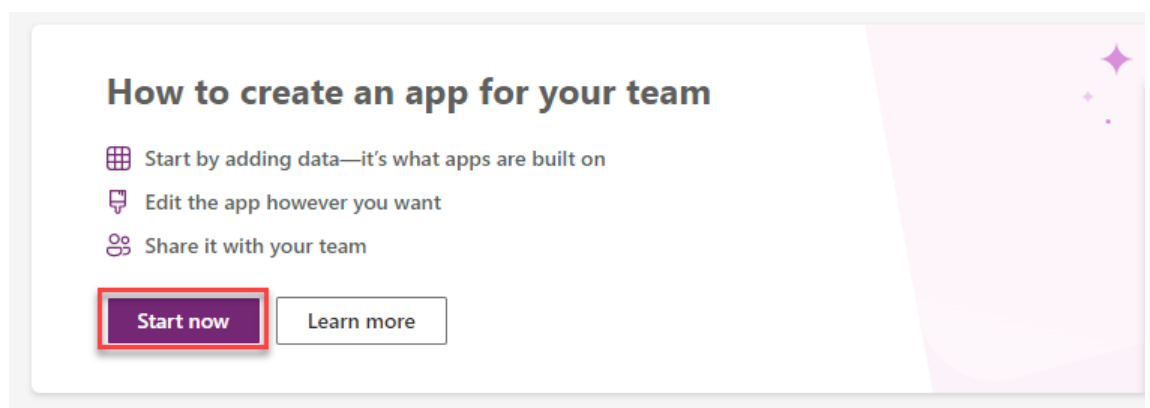 How to create an app for your team
Start by adding data—it’s what apps are built on
Edit the app however you want
Share it with your team
Start now
Learn more